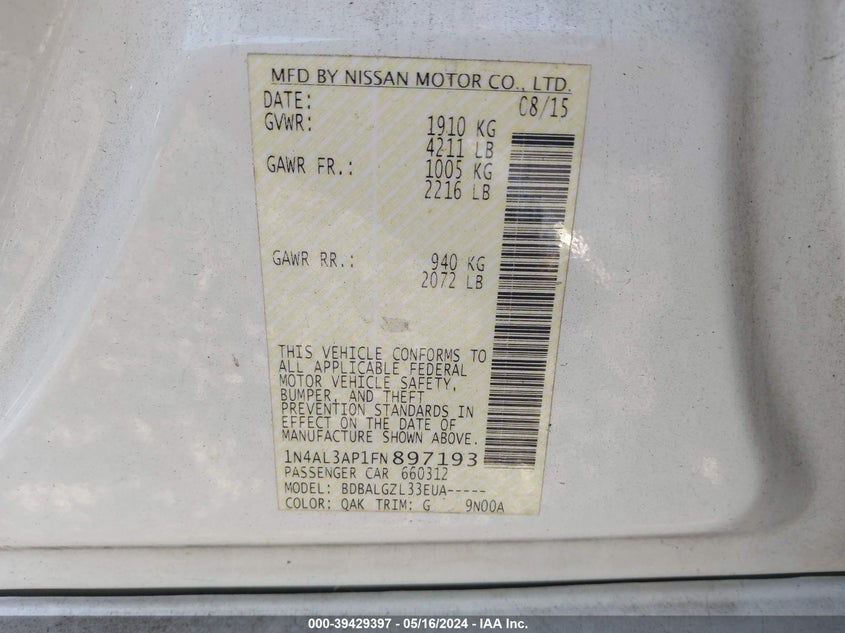 MFD BY NISSAN MOTOR CO., LTD.
DATE: 08/15
GVWR: 1910 KG
4211 LB
GAWR FR.: 1005 KG
2216 LB
GAWR RR.: 940 KG
2072 LB
THIS VEHICLE CONFORMS TO
ALL APPLICABLE FEDERAL
MOTOR VEHICLE SAFETY,
BUMPER, AND THEFT
PREVENTION STANDARDS IN
EFFECT ON THE DATE OF
MANUFACTURE SHOWN ABOVE.
1N4AL3AP1FN897193
PASSENGER CAR 660312
MODEL: BDBALGZL33EUA-----
COLOR: QAK TRIM: G 9N00A
000-39429397 - 05/16/2024 - IAA Inc.